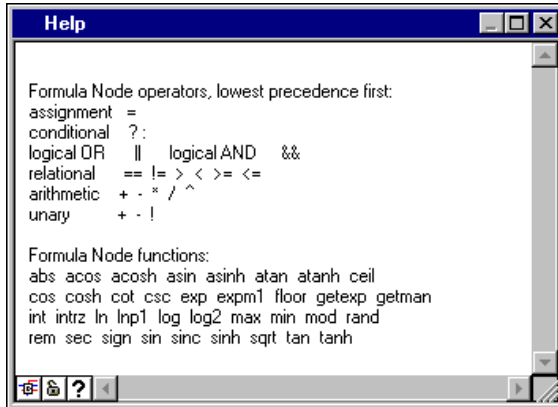 Help
Formula Node operators, lowest precedence first:
assignment =
conditional ? :
logical OR || logical AND &&
relational == != > < >= <=
arithmetic + - * / ^
unary + - !
Formula Node functions:
abs acos acosh asin asinh atan atanh ceil
cos cosh cot csc exp expm1 floor getexp getman
int intrz ln lnp1 log log2 max min mod rand
rem sec sign sin sinc sinh sqrt tan tanh
?